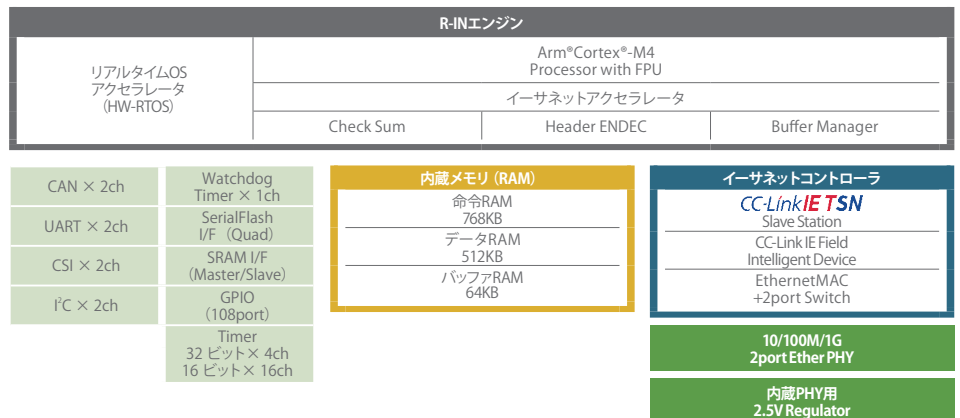 R-INエンジン
リアルタイムOS
アクセラレータ
（HW-RTOS）
Arm®Cortex®-M4
Processor with FPU
イーサネットアクセラレータ
Check Sum
Header ENDEC
Buffer Manager
CAN × 2ch
UART × 2ch
CSI × 2ch
I²C × 2ch
Watchdog
Timer × 1ch
SerialFlash
I/F（Quad）
SRAM I/F
（Master/Slave）
GPIO
（108port）
Timer
32 ビット× 4ch
16 ビット× 16ch
内蔵メモリ（RAM）
命令RAM
768KB
データRAM
512KB
バッファRAM
64KB
イーサネットコントローラ
CC-Link IE TSN
Slave Station
CC-Link IE Field
Intelligent Device
EthernetMAC
+2port Switch
10/100M/1G
2port Ether PHY
内蔵PHY用
2.5V Regulator